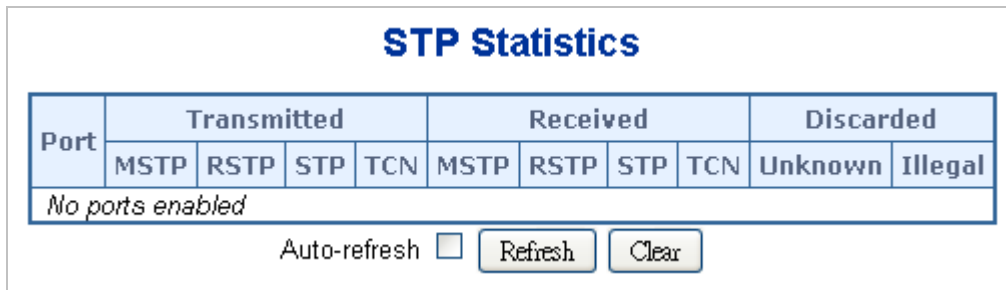 STP Statistics
Port Transmitted Received Discarded
MSTP RSTP STP TCN MSTP RSTP STP TCN Unknown Illegal
No ports enabled
Auto-refresh Refresh Clear